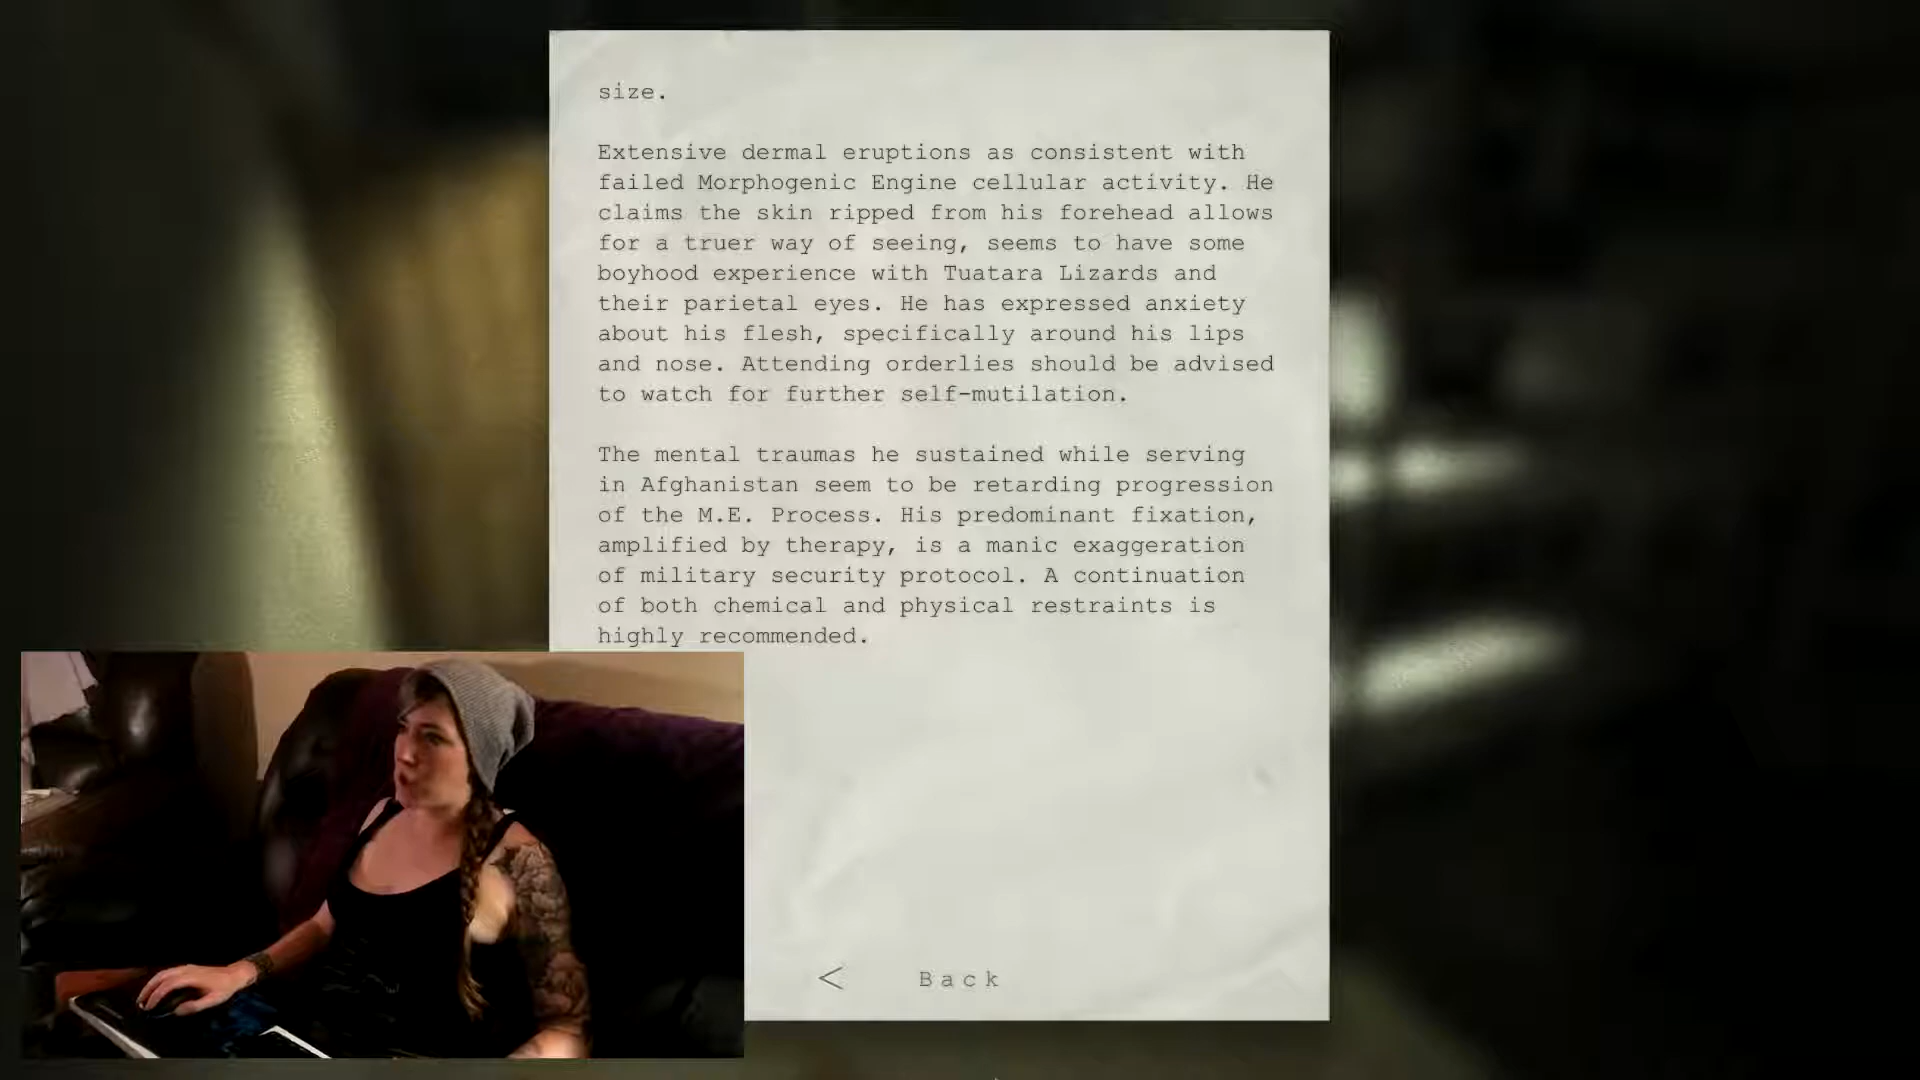 size.
Extensive dermal eruptions as consistent with
failed Morphogenic Engine cellular activity. He
claims the skin ripped from his forehead allows
for a truer way of seeing, seems to have some
boyhood experience with Tuatara Lizards and
their parietal eyes. He has expressed anxiety
about his flesh, specifically around his lips
and nose. Attending orderlies should be advised
to watch for further self-mutilation.
The mental traumas he sustained while serving
in Afghanistan seem to be retarding progression
of the M.E. Process. His predominant fixation,
amplified by therapy, is a manic exaggeration
of military security protocol. A continuation
of both chemical and physical restraints is
highly recommended.
< Back